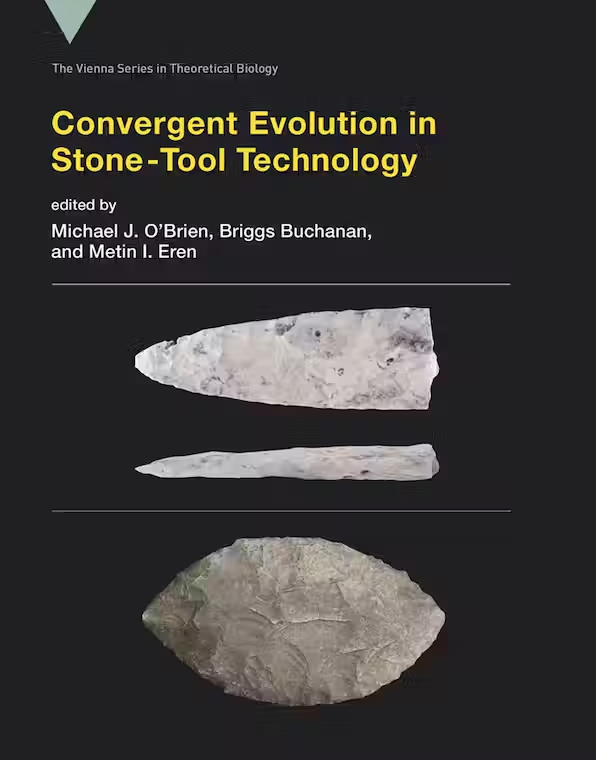 The Vienna Series in Theoretical Biology
Convergent Evolution in
Stone-Tool Technology
edited by
Michael J. O’Brien, Briggs Buchanan,
and Metin I. Eren